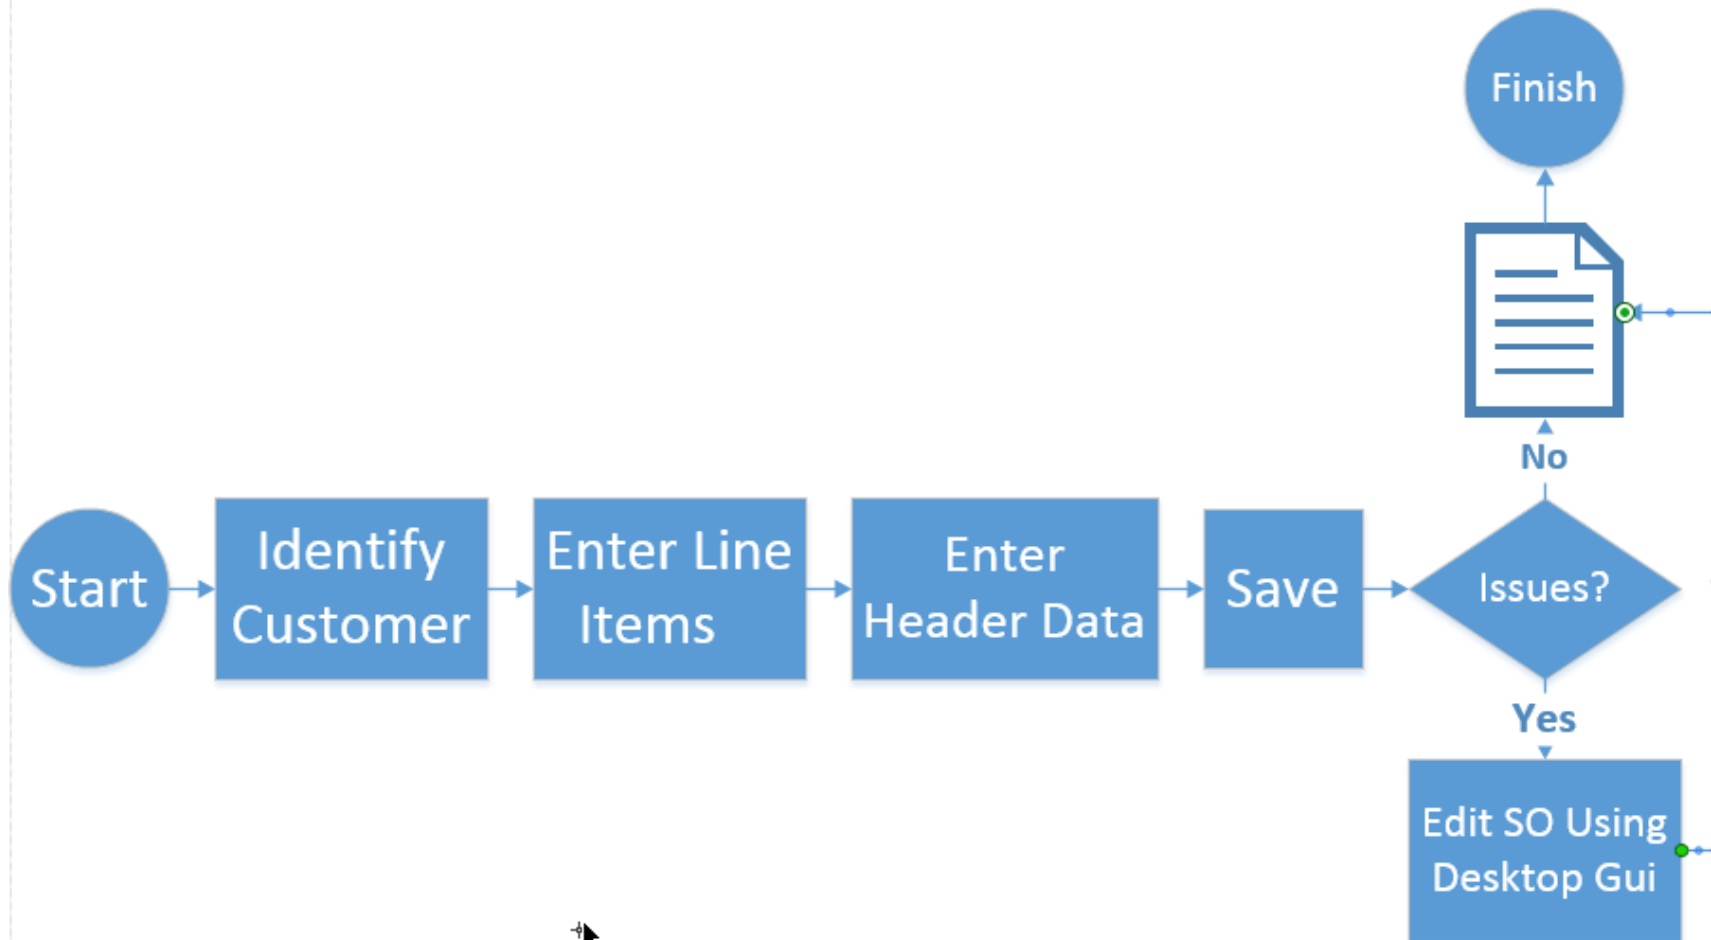 Finish
No
Start
Identify
Customer
Enter Line
Items
Enter
Header Data
Save
Issues?
Yes
Edit SO Using
Desktop Gui